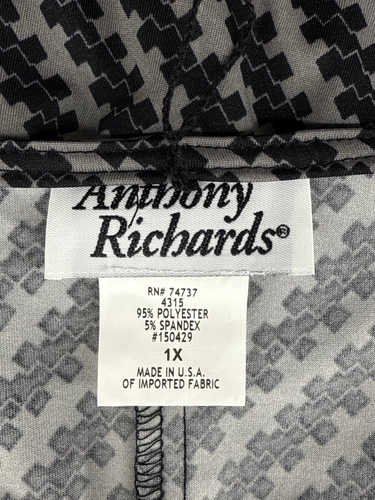 Anthony
Richards®
RN# 74737
4315
95% POLYESTER
5% SPANDEX
#150429
1X
MADE IN U.S.A.
OF IMPORTED FABRIC